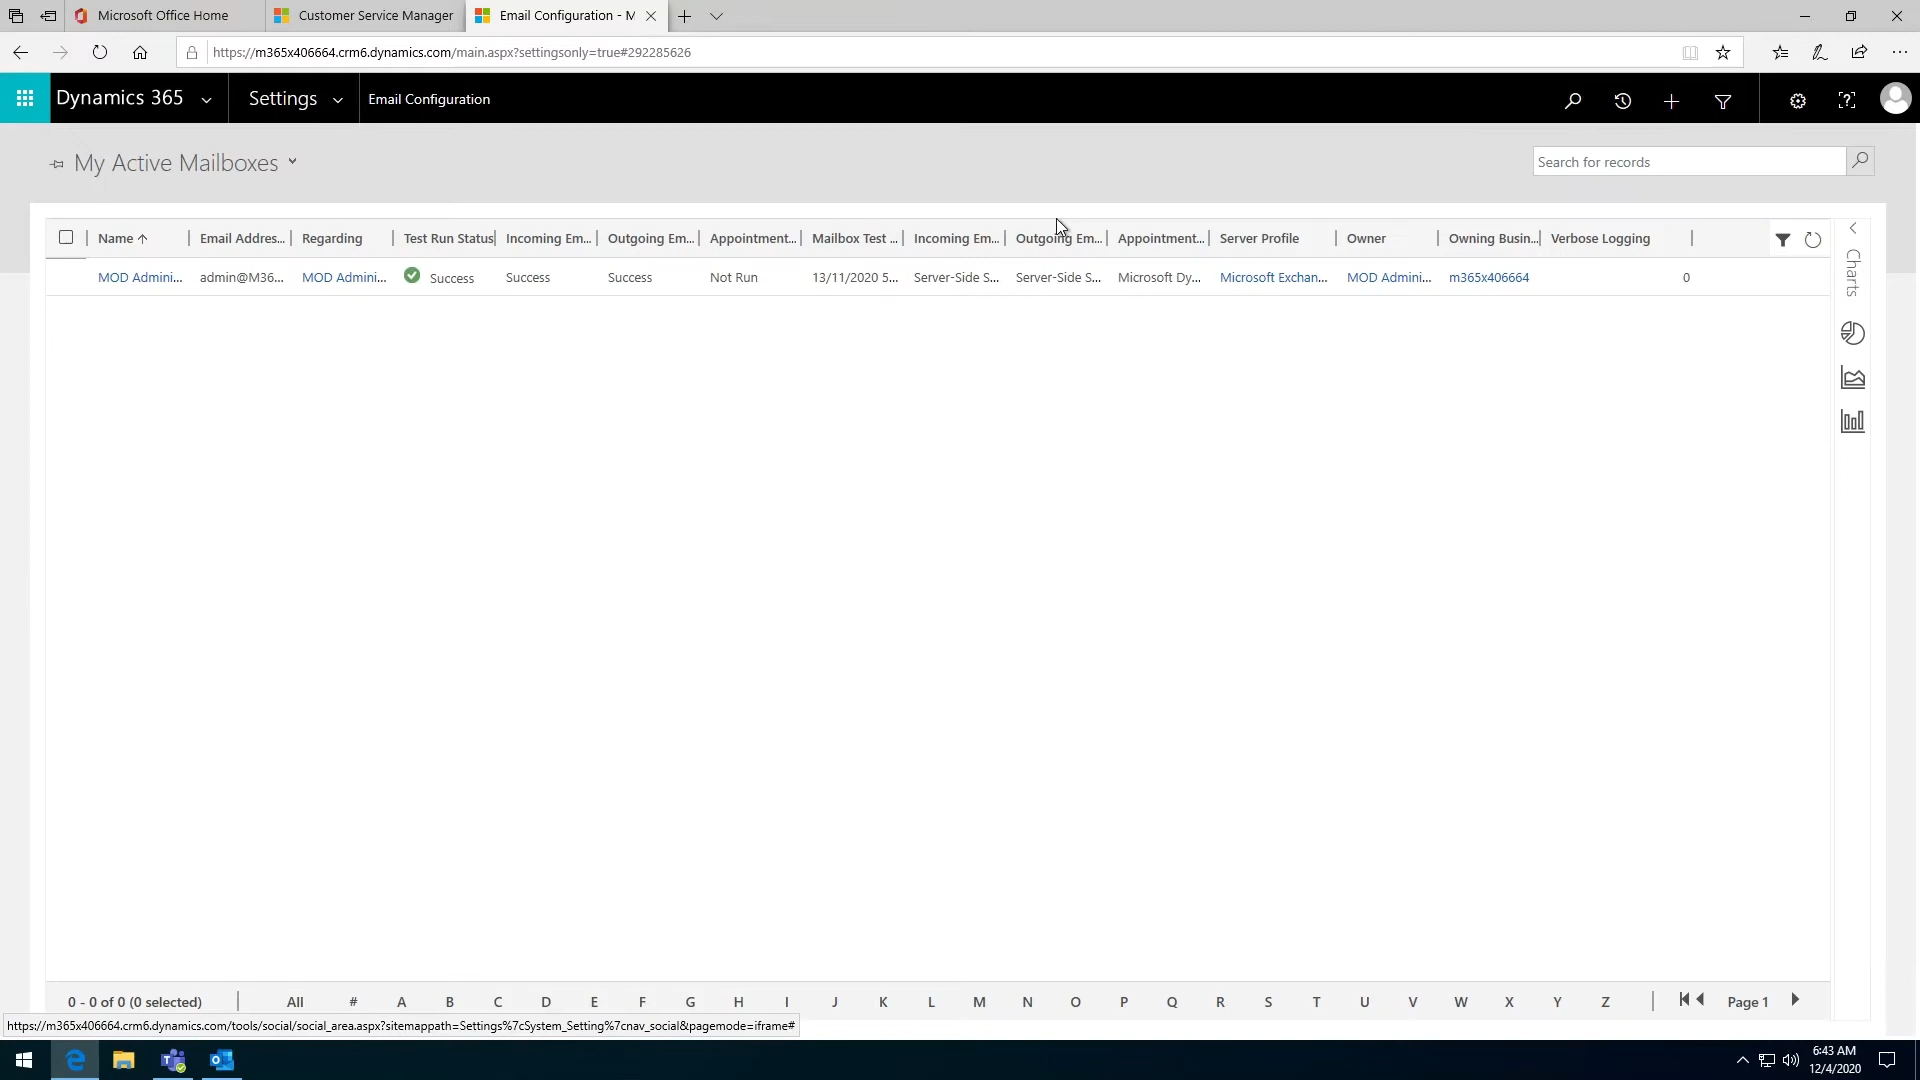 Microsoft Office Home
Customer Service Manager
Email Configuration - M
https://m365x406664.crm6.dynamics.com/main.aspx?settingsonly=true#292285626
Dynamics 365
Settings
Email Configuration
My Active Mailboxes
Search for records
Name Email Addres... Regarding Test Run Status Incoming Em... Outgoing Em... Appointment... Mailbox Test ... Incoming Em... Outgoing Em... Appointment... Server Profile Owner Owning Busin... Verbose Logging
MOD Admini... admin@M36... MOD Admini... Success Success Success Not Run 13/11/2020 5... Server-Side S... Server-Side S... Microsoft Dy... Microsoft Exchan... MOD Admini... m365x406664 0
Charts
0 - 0 of 0 (0 selected) All # A B C D E F G H I J K L M N O P Q R S T U V W X Y Z Page 1
https://m365x406664.crm6.dynamics.com/tools/social/social_area.aspx?sitemappath=Settings%7cSystem_Setting%7cnav_social&pagemode=iframe#
6:43 AM
12/4/2020